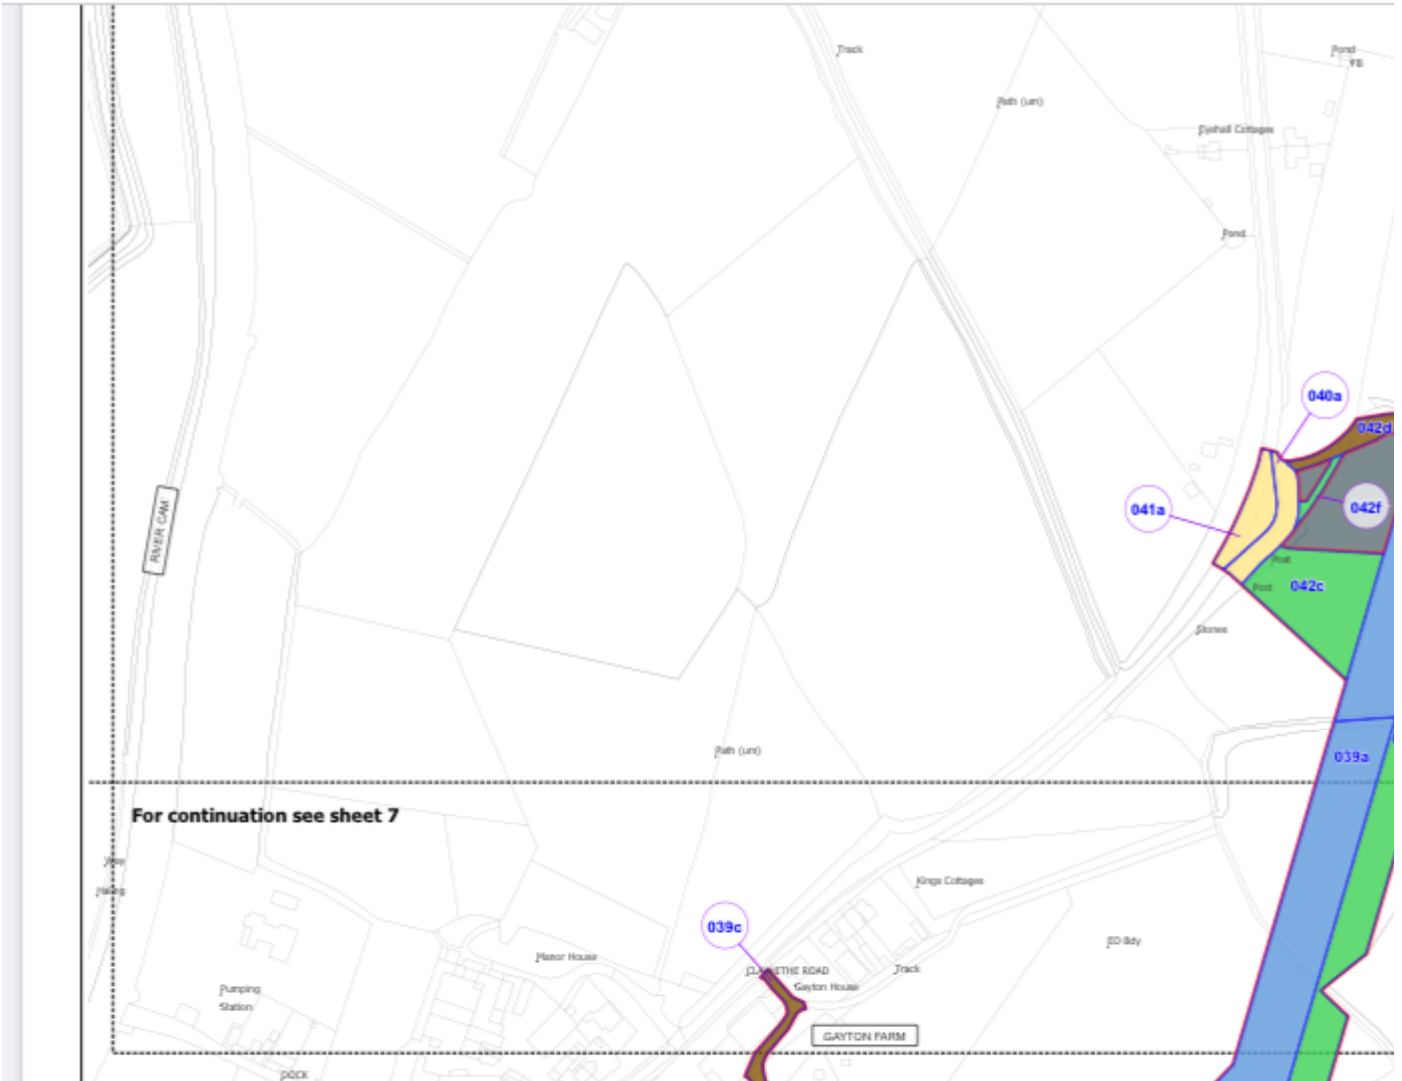 Track
Pond
FB
Path (um)
Eyehall Cottages
Pond
040a
042d
RIVER CAM
041a
042f
Post
Post
042c
Stones
Path (um)
039a
For continuation see sheet 7
Kings Cottages
039c
ED Bdy
Manor House
Track
Gayton House
Pumping
Station
GAYTON FARM
DOCK